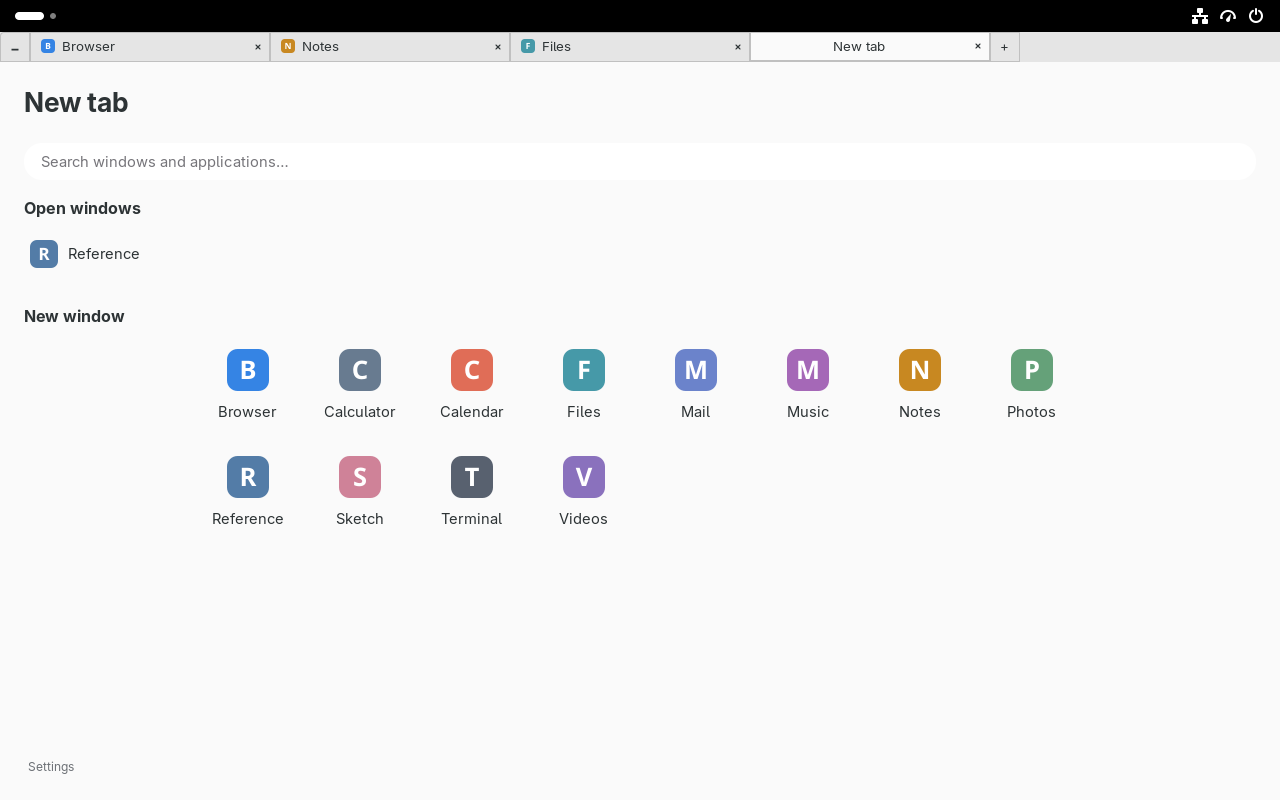 B Browser × N Notes × F Files × New tab × +
New tab
Search windows and applications...
Open windows
R Reference
New window
B C C F M M N P
Browser Calculator Calendar Files Mail Music Notes Photos
R S T V
Reference Sketch Terminal Videos
Settings